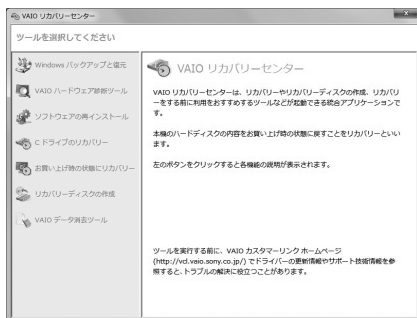 VAIO リカバリーセンター
ツールを選択してください
Windows バックアップと復元
VAIO ハードウェア診断ツール
ソフトウェアの再インストール
C ドライブのリカバリー
お買い上げ時の状態にリカバリー
リカバリーディスクの作成
VAIO データ消去ツール
VAIO リカバリーセンター
VAIO リカバリーセンターは、リカバリーやリカバリーディスクの作成、リカバリ
ーをする前に利用をおすすめするツールなどが起動できる統合アプリケーションで
す。
本機のハードディスクの内容をお買い上げ時の状態に戻すことをリカバリーといい
ます。
左のボタンをクリックすると各機能の説明が表示されます。
ツールを実行する前に、VAIO カスタマーリンク ホームページ
(http://vcl.vaio.sony.co.jp/) でドライバーの更新情報やサポート技術情報を参
照すると、トラブルの解決に役立つことがあります。